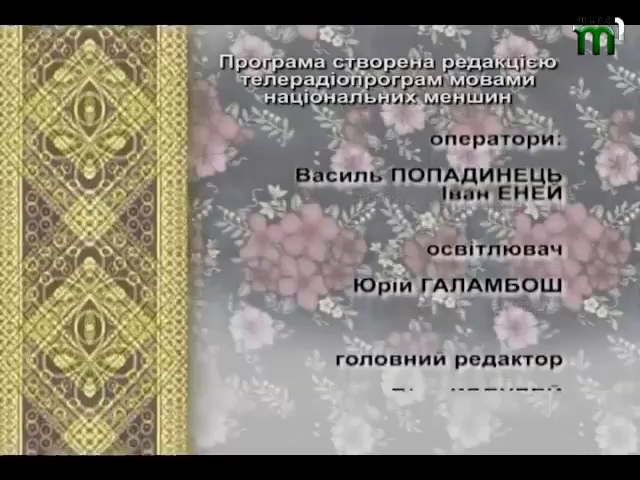 Програма створена редакцією
телерадіопрограм мовами
національних меншин
оператори:
Василь ПОПАДИНЕЦЬ
Іван ЕНЕЙ
освітлювач
Юрій ГАЛАМБОШ
головний редактор